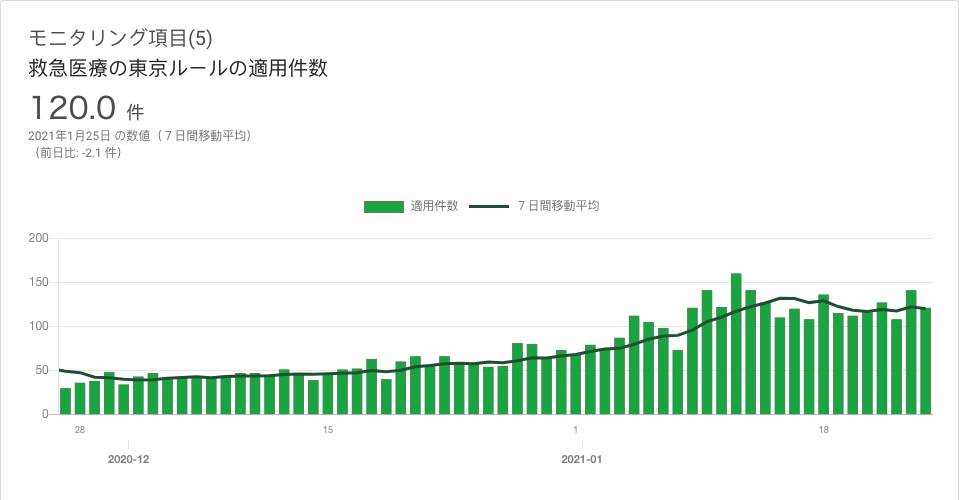 モニタリング項目(5)
救急医療の東京ルールの適用件数
120.0 件
2021年1月25日 の数値（７日間移動平均）
（前日比: -2.1 件）
適用件数 ７日間移動平均
200
150
100
50
0
28 15 1 18
2020-12 2021-01